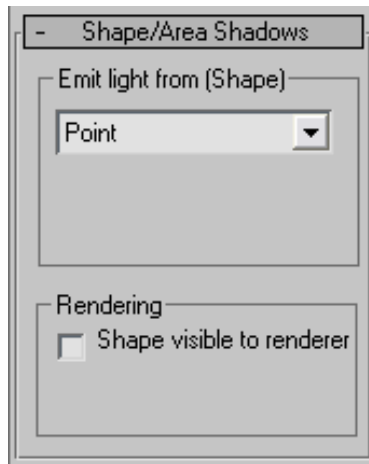 - Shape/Area Shadows
Emit light from (Shape)
Point
Rendering
Shape visible to renderer